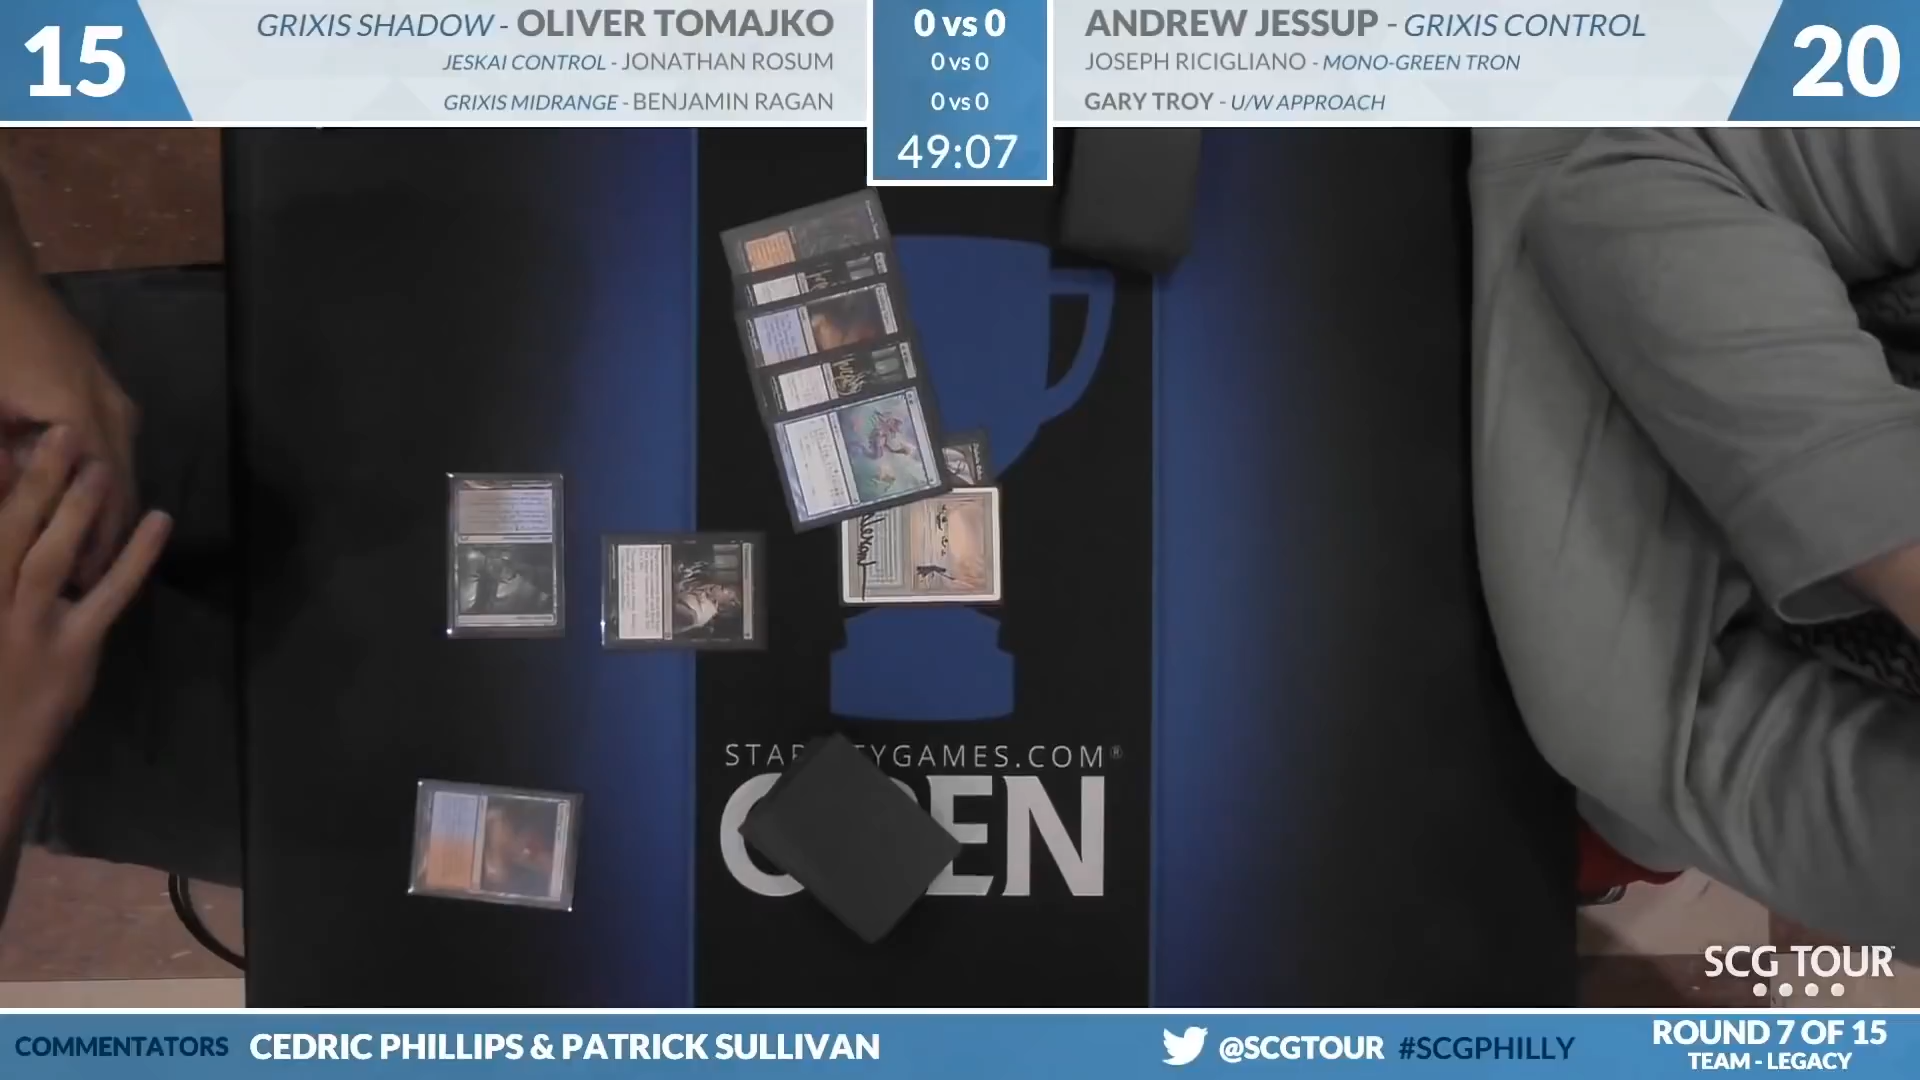 15
GRIXIS SHADOW - OLIVER TOMAJKO
JESKAI CONTROL - JONATHAN ROSUM
GRIXIS MIDRANGE - BENJAMIN RAGAN
0 vs 0
0 vs 0
0 vs 0
49:07
ANDREW JESSUP - GRIXIS CONTROL
JOSEPH RICIGLIANO - MONO-GREEN TRON
GARY TROY - U/W APPROACH
20
GAMES.COM®
SCG TOUR
COMMENTATORS CEDRIC PHILLIPS & PATRICK SULLIVAN
@SCGTOUR #SCGPHILLY
ROUND 7 OF 15
TEAM - LEGACY